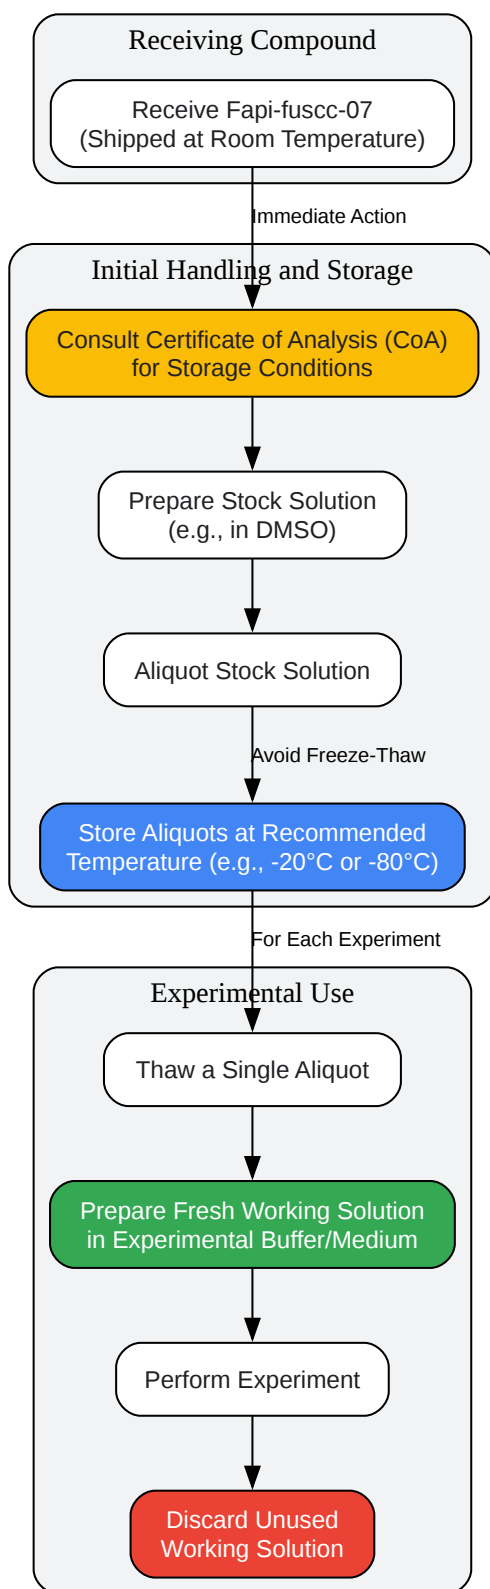 Receiving Compound
Receive Fapi-fuscc-07
(Shipped at Room Temperature)
Immediate Action
Initial Handling and Storage
Consult Certificate of Analysis (CoA)
for Storage Conditions
Prepare Stock Solution
(e.g., in DMSO)
Aliquot Stock Solution
Avoid Freeze-Thaw
Store Aliquots at Recommended
Temperature (e.g., -20°C or -80°C)
For Each Experiment
Experimental Use
Thaw a Single Aliquot
Prepare Fresh Working Solution
in Experimental Buffer/Medium
Perform Experiment
Discard Unused
Working Solution